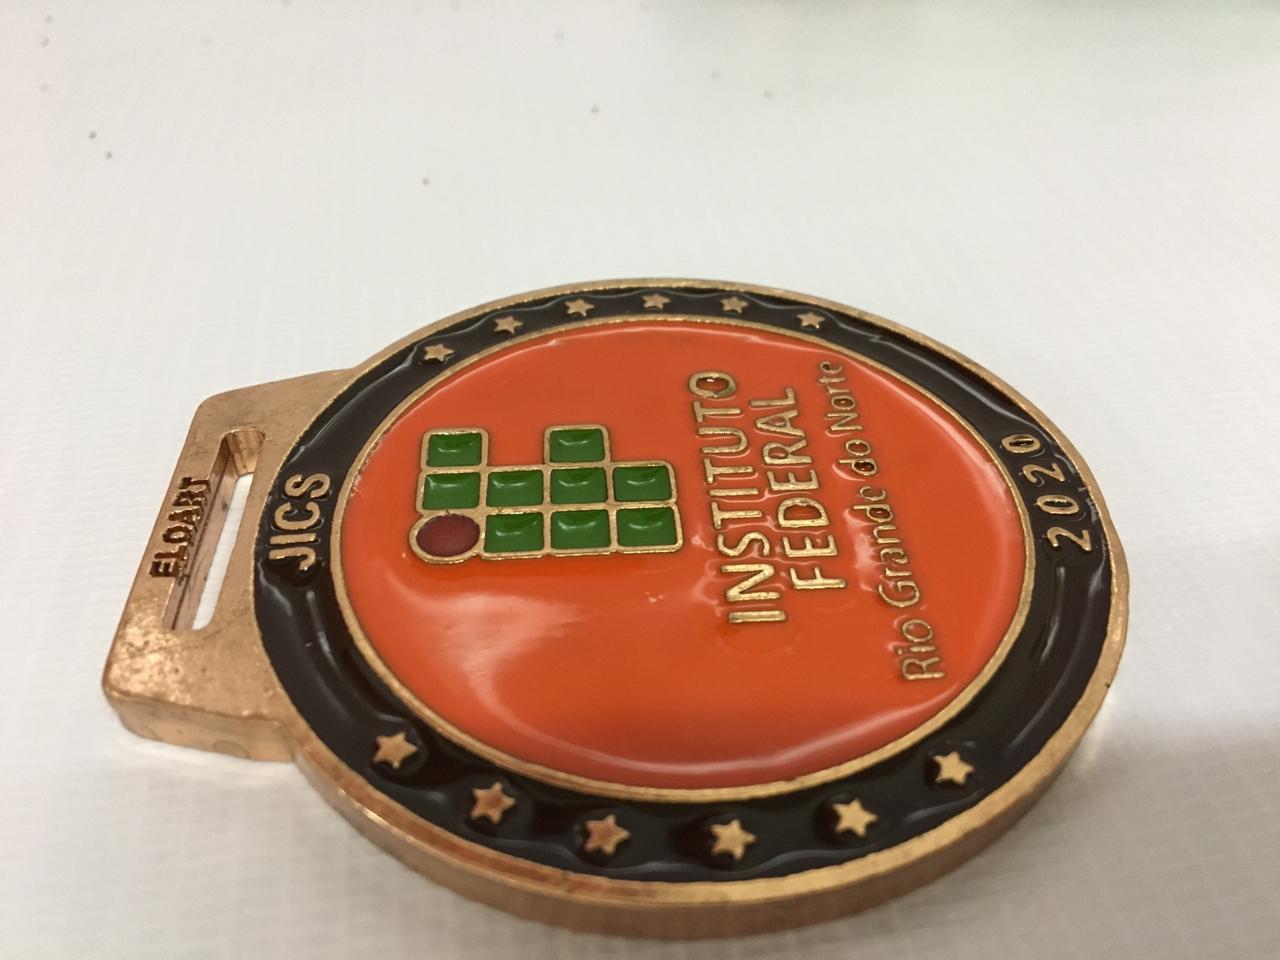 ELOART
JICS
INSTITUTO
FEDERAL
Rio Grande do Norte
2020